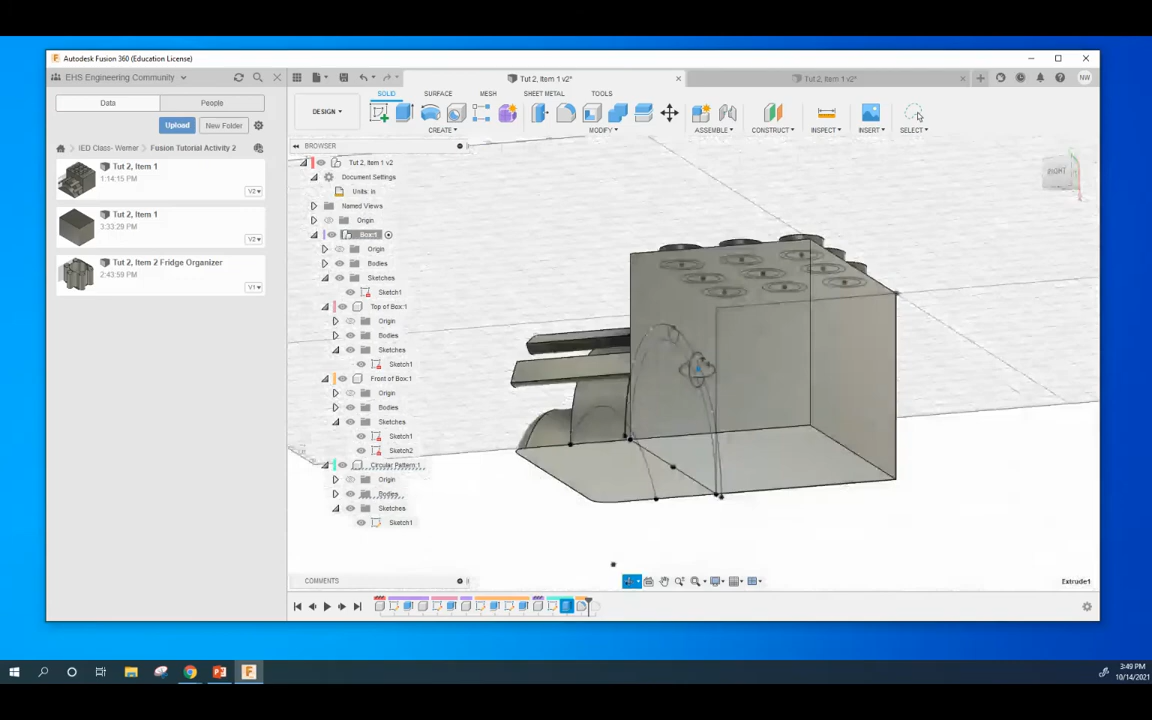 Autodesk Fusion 360 (Education License)
EHS Engineering Community
Tut 2, Item 1 v2*
Tut 2, Item 1 v2*
NW
Data
People
Upload
New Folder
IED Class- Werner
Fusion Tutorial Activity 2
Tut 2, Item 1
1:14:15 PM
V2
Tut 2, Item 1
3:33:29 PM
V2
Tut 2, Item 2 Fridge Organizer
2:43:59 PM
V1
DESIGN
SOLID
SURFACE
MESH
SHEET METAL
TOOLS
CREATE
MODIFY
ASSEMBLE
CONSTRUCT
INSPECT
INSERT
SELECT
BROWSER
Tut 2, Item 1 v2
Document Settings
Units: in
Named Views
Origin
Box:1
Origin
Bodies
Sketches
Sketch1
Top of Box:1
Origin
Bodies
Sketches
Sketch1
Front of Box:1
Origin
Bodies
Sketches
Sketch1
Sketch2
Circular Pattern:1
Origin
Bodies
Sketches
Sketch1
COMMENTS
Extrude1
3:49 PM
10/14/2021